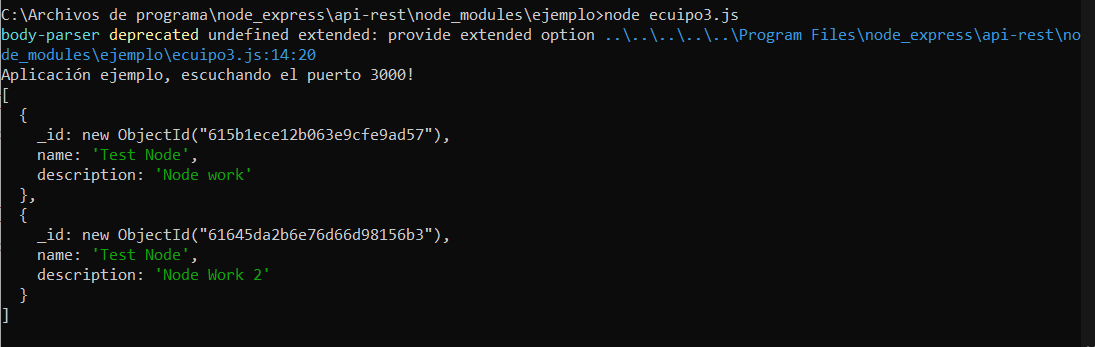 C:\Archivos de programa\node_express\api-rest\node_modules\ejemplo>node ecuipo3.js
body-parser deprecated undefined extended: provide extended option ..\..\..\..\..\Program Files\node_express\api-rest\no
de_modules\ejemplo\ecuipo3.js:14:20
Aplicación ejemplo, escuchando el puerto 3000!
[
  {
    _id: new ObjectId("615b1ece12b063e9cfe9ad57"),
    name: 'Test Node',
    description: 'Node work'
  },
  {
    _id: new ObjectId("61645da2b6e76d66d98156b3"),
    name: 'Test Node',
    description: 'Node Work 2'
  }
]